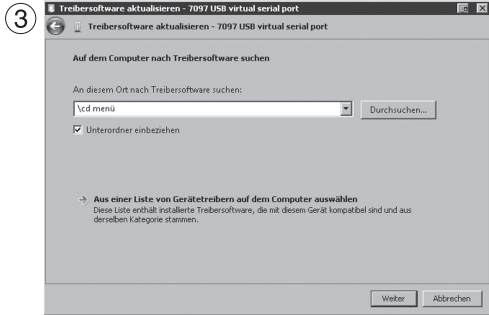 3
Treibersoftware aktualisieren - 7097 USB virtual serial port
Treibersoftware aktualisieren - 7097 USB virtual serial port
Auf dem Computer nach Treibersoftware suchen
An diesem Ort nach Treibersoftware suchen:
\cd menü
Durchsuchen...
Unterordner einbeziehen
Aus einer Liste von Gerätetreibern auf dem Computer auswählen
Diese Liste enthält installierte Treibersoftware, die mit diesem Gerät kompatibel sind und aus
derselben Kategorie stammen.
Weiter
Abbrechen